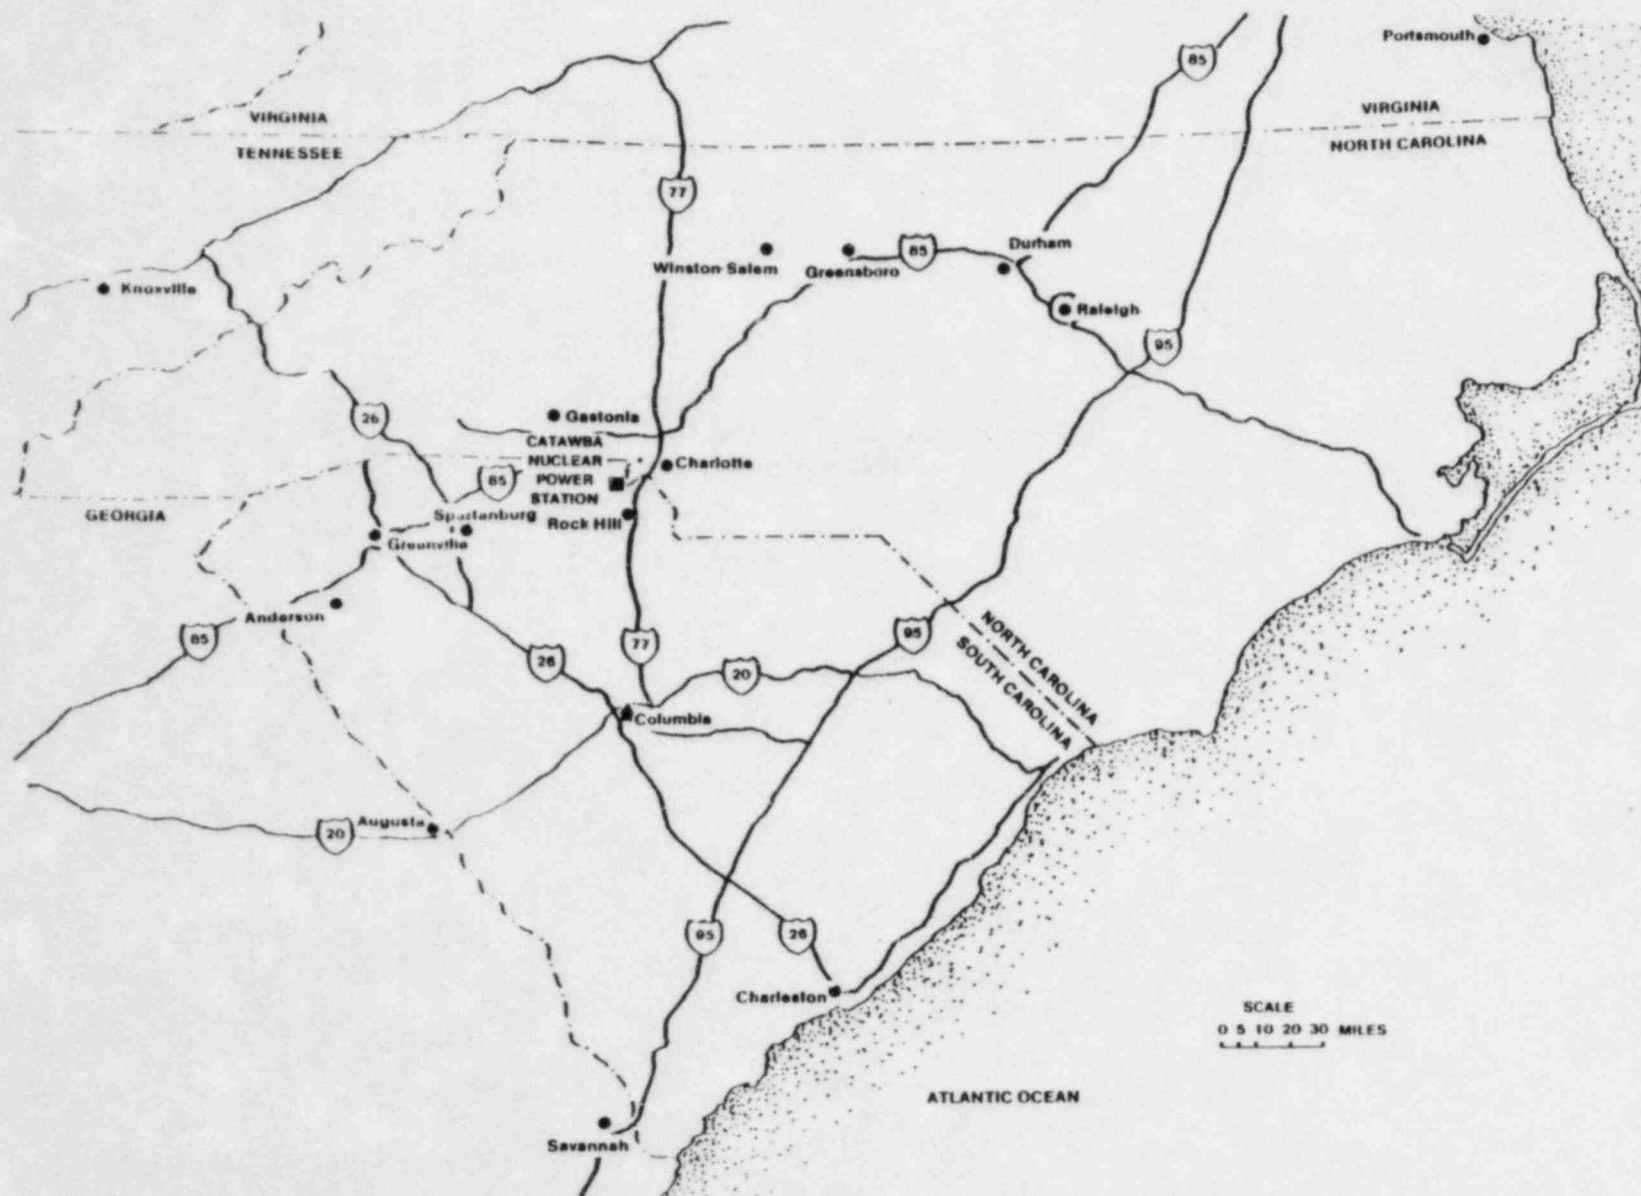 Portsmouth
85
VIRGINIA
VIRGINIA
NORTH CAROLINA
TENNESSEE
77
Durham
85
Winston-Salem
Greensboro
Knoxville
Raleigh
95
26
Gastonia
CATAWBA
NUCLEAR
POWER
STATION
Charlotte
85
GEORGIA
Spartanburg
Rock Hill
Greenville
Anderson
85
95
NORTH CAROLINA
SOUTH CAROLINA
77
26
20
Columbia
Augusta
20
95
26
Charleston
SCALE
0 5 10 20 30 MILES
ATLANTIC OCEAN
Savannah